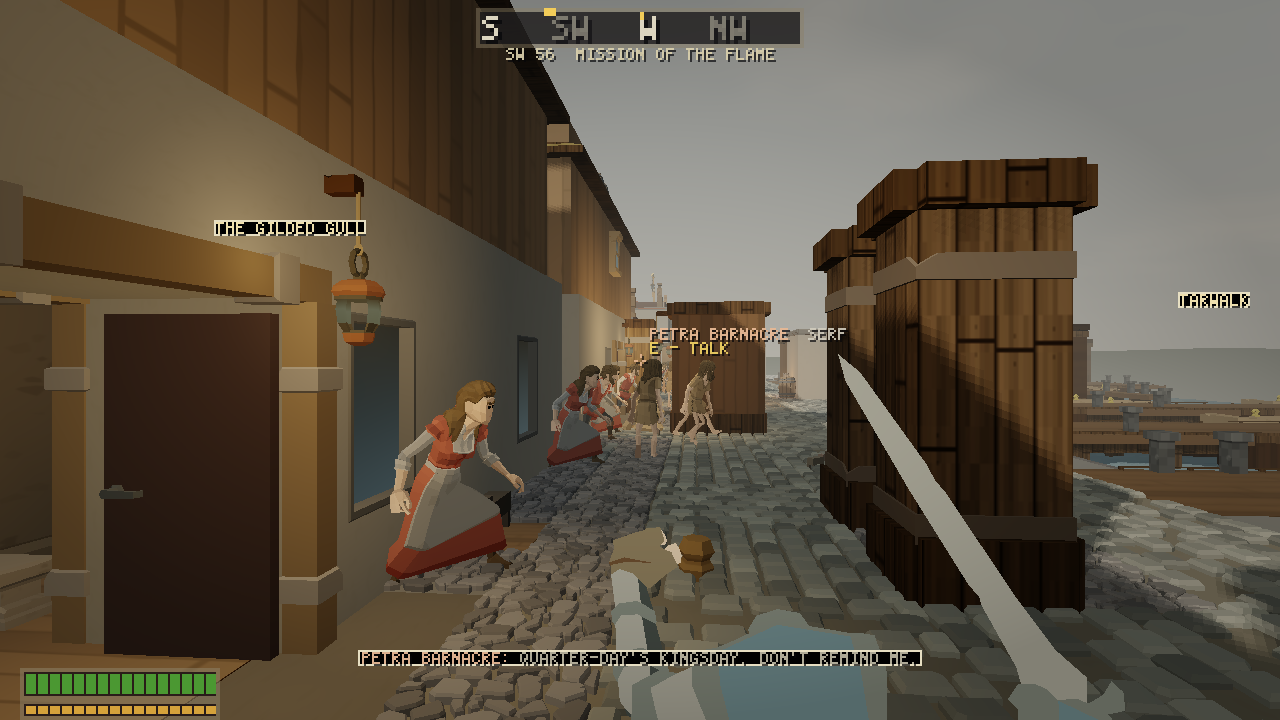 S SW W NW
SW 56 MISSION OF THE FLAME
THE GILDED GULL
TARWALK
PETRA BARNACRE SERF
E - TALK
PETRA BARNACRE: QUARTER-DAY'S KINGSDAY. DON'T REMIND ME.